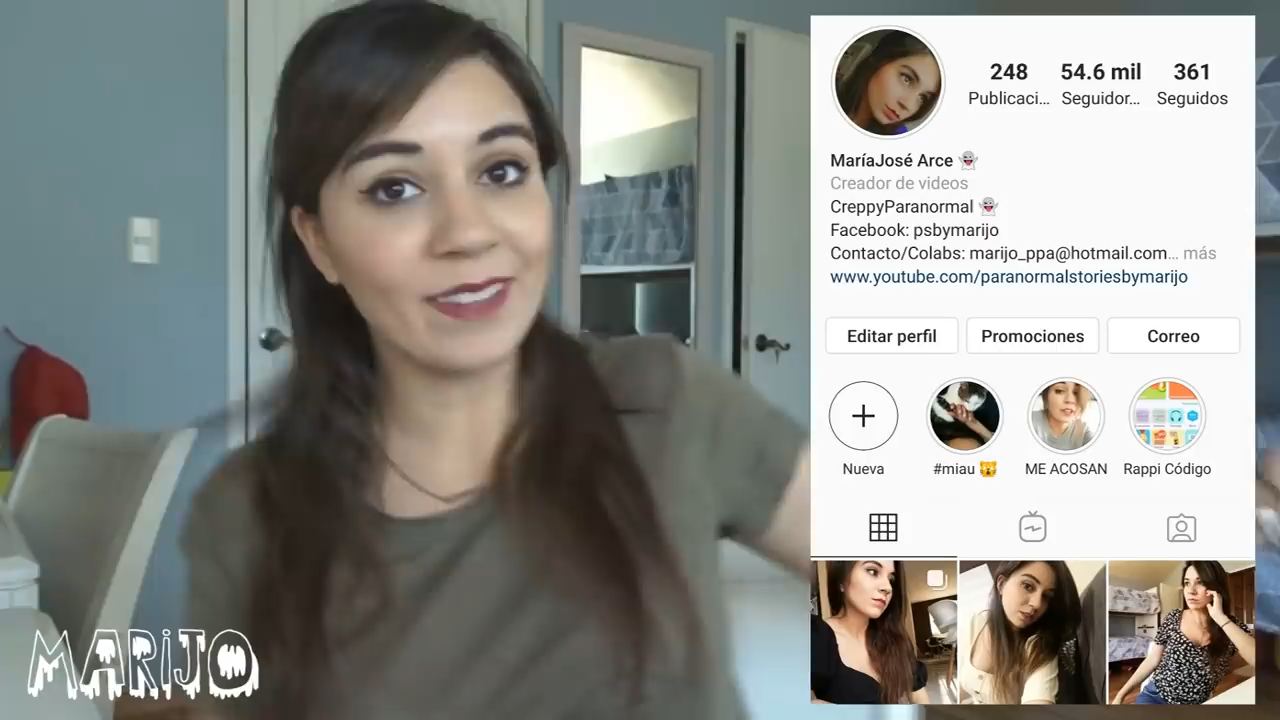 248 54.6 mil 361
Publicaci... Seguidor... Seguidos
MaríaJosé Arce 👻
Creador de videos
CreppyParanormal 👻
Facebook: psbymarijo
Contacto/Colabs: marijo_ppa@hotmail.com... más
www.youtube.com/paranormalstoriesbymarijo
Editar perfil Promociones Correo
Nueva #miau 🐱 ME ACOSAN Rappi Código
MARiJO